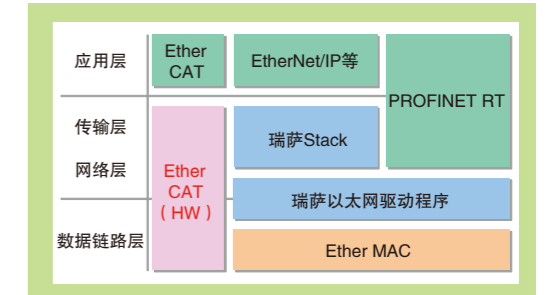 应用层
Ether
CAT
EtherNet/IP等
PROFINET RT
传输层
瑞萨Stack
网络层
Ether
CAT
（HW）
瑞萨以太网驱动程序
数据链路层
Ether MAC